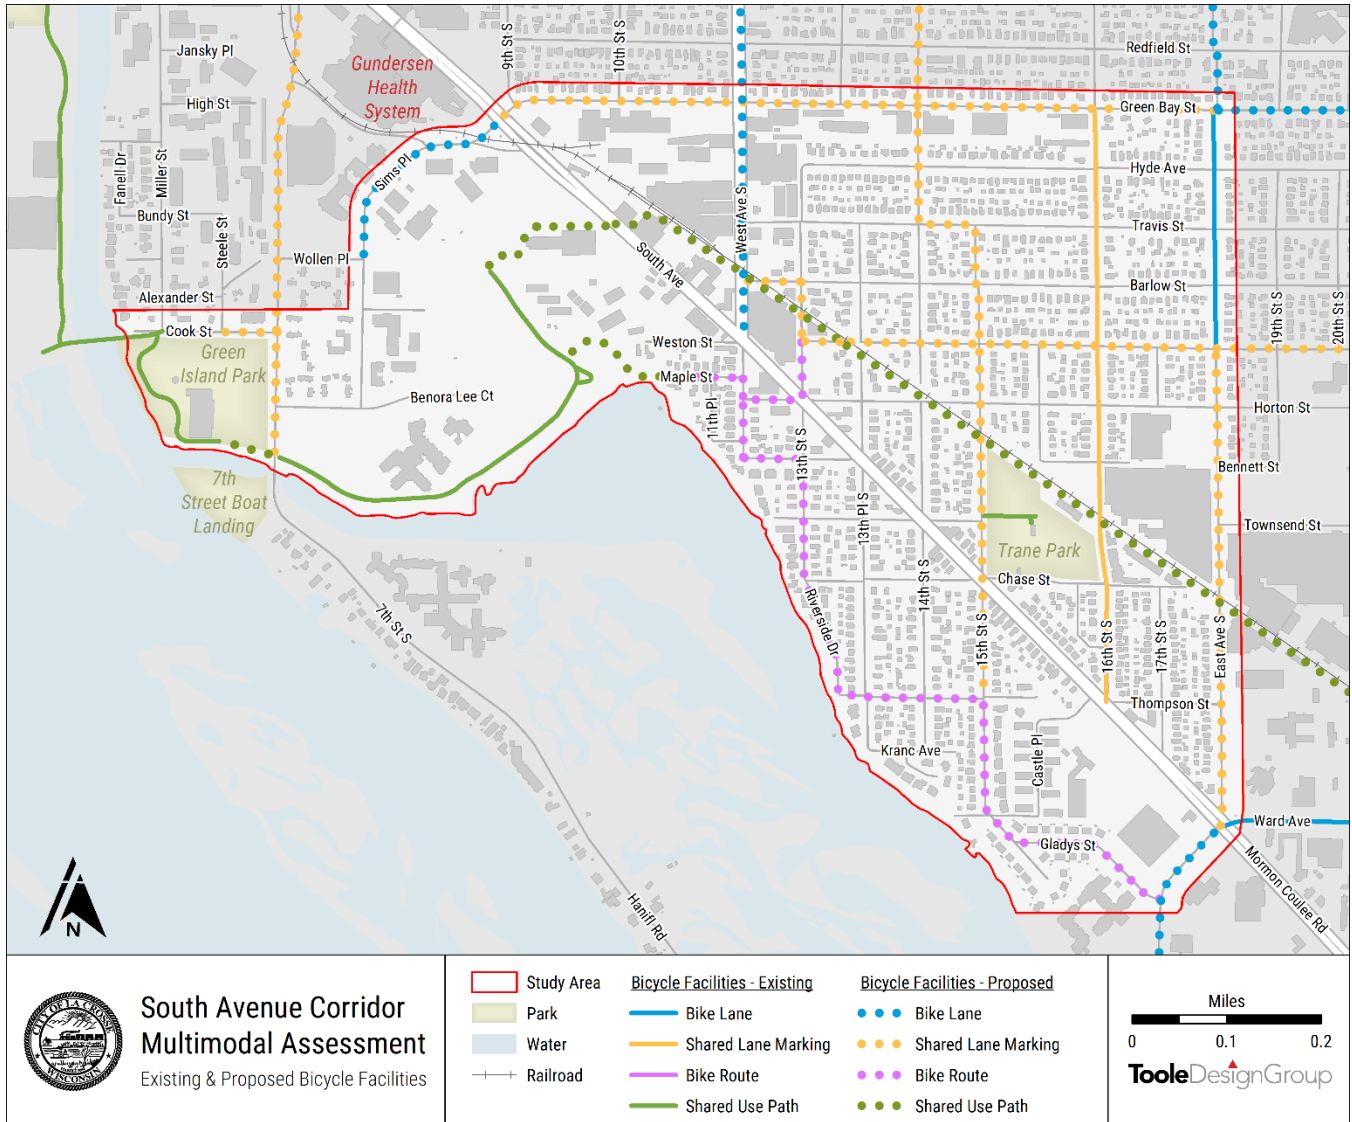 Jansky Pl
High St
Fanell Dr
Miller St
Bundy St
Steele St
Wollen Pl
Alexander St
Cook St
Green
Island Park
7th
Street Boat
Landing
Gundersen
Health
System
Sims Pl
9th St S
10th St S
West Ave S
South Ave
Redfield St
Green Bay St
Hyde Ave
Travis St
Barlow St
19th St S
20th St S
Weston St
Maple St
Benora Lee Ct
11th Pl
13th St S
Horton St
Bennett St
Townsend St
13th Pl S
14th St S
Trane Park
Chase St
Riverside Dr
15th St S
16th St S
17th St S
East Ave S
Thompson St
7th St S
Kranc Ave
Castle Pl
Gladys St
Ward Ave
Mormon Coulee Rd
Hanifl Rd
N
CITY OF LA CROSSE
WISCONSIN
South Avenue Corridor
Multimodal Assessment
Existing & Proposed Bicycle Facilities
Study Area
Park
Water
Railroad
Bicycle Facilities - Existing
Bike Lane
Shared Lane Marking
Bike Route
Shared Use Path
Bicycle Facilities - Proposed
Bike Lane
Shared Lane Marking
Bike Route
Shared Use Path
Miles
0 0.1 0.2
TooleDesignGroup